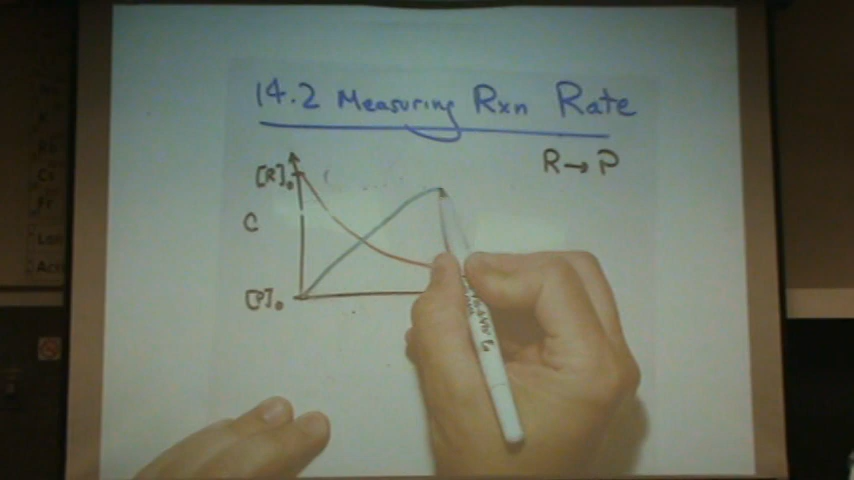 14.2 Measuring Rxn Rate
R→P
[R]₀
C
[P]₀